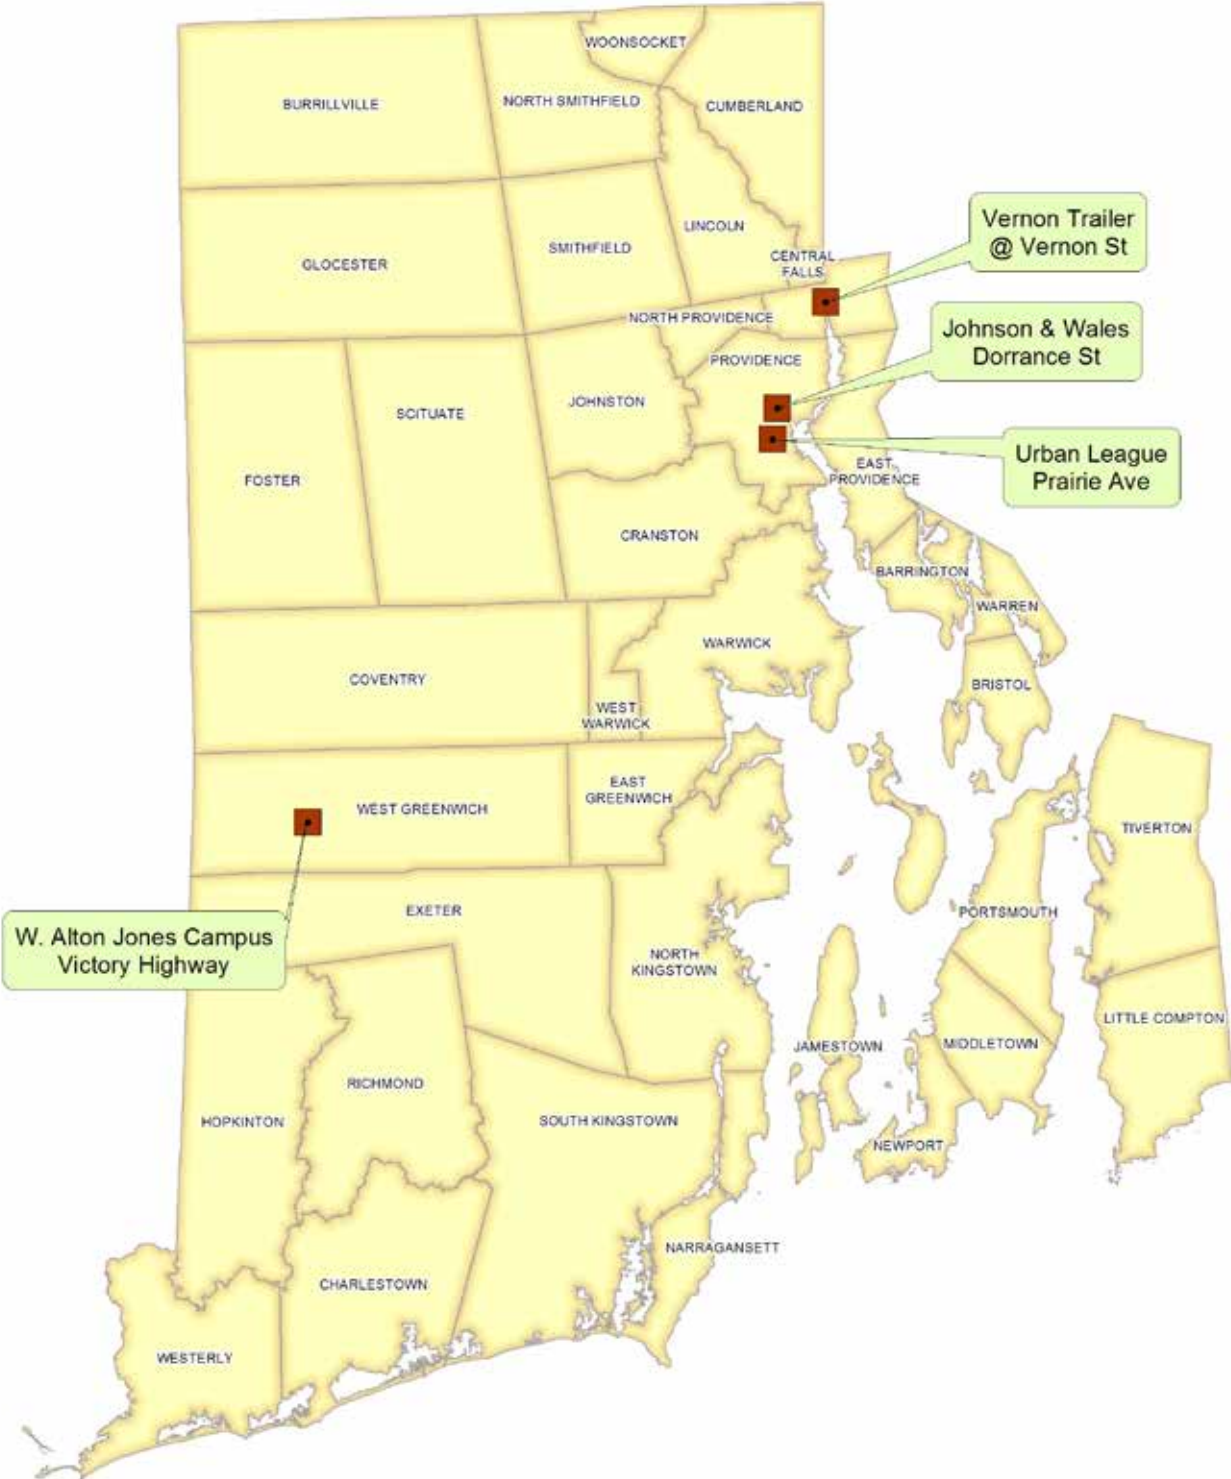 WOONSOCKET
BURRILLVILLE
NORTH SMITHFIELD
CUMBERLAND
Vernon Trailer
@ Vernon St
LINCOLN
SMITHFIELD
GLOCESTER
CENTRAL
FALLS
NORTH PROVIDENCE
Johnson & Wales
Dorrance St
PROVIDENCE
JOHNSTON
SCITUATE
Urban League
Prairie Ave
EAST
PROVIDENCE
FOSTER
CRANSTON
BARRINGTON
WARREN
WARWICK
COVENTRY
BRISTOL
WEST
WARWICK
EAST
GREENWICH
WEST GREENWICH
TIVERTON
EXETER
PORTSMOUTH
W. Alton Jones Campus
Victory Highway
NORTH
KINGSTOWN
LITTLE COMPTON
JAMESTOWN
MIDDLETOWN
RICHMOND
HOPKINTON
SOUTH KINGSTOWN
NEWPORT
NARRAGANSETT
CHARLESTOWN
WESTERLY